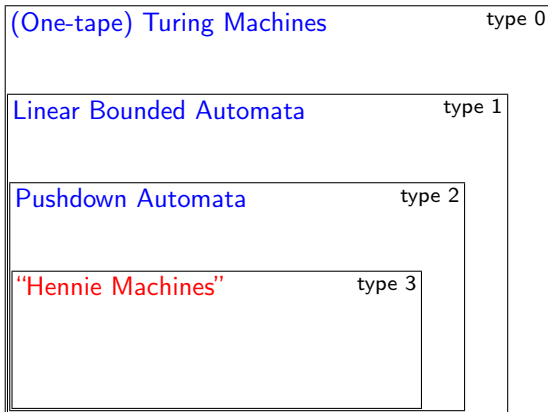 (One-tape) Turing Machines type 0
Linear Bounded Automata type 1
Pushdown Automata type 2
“Hennie Machines” type 3